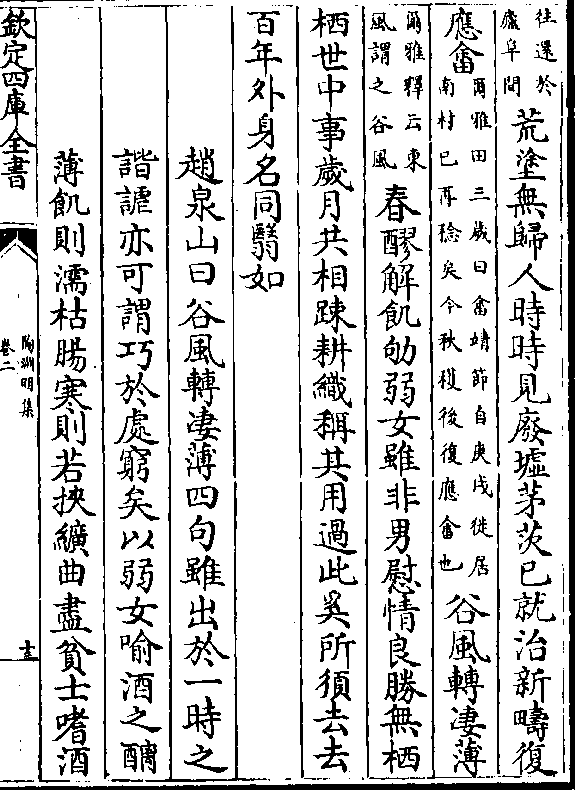 往還於
廬阜間
荒塗無歸人時時見廢墟茅茨已就治新疇復
應畬
爾雅田三歲曰畬靖節自庚戌徙居
南村已再稔矣今秋穫後復應畬也
谷風轉淒薄
爾雅釋云東
風謂之谷風
春醪解飢劬弱女雖非男慰情良勝無栖
栖世中事歲月共相踈耕織稱其用過此奚所須去去
百年外身名同翳如
趙泉山曰谷風轉淒薄四句雖出於一時之
諧謔亦可謂巧於處窮矣以弱女喻酒之醨
薄飢則濡枯腸寒則若挾纊曲盡貧士嗜酒
欽定四庫全書
陶淵明集
卷二
十三